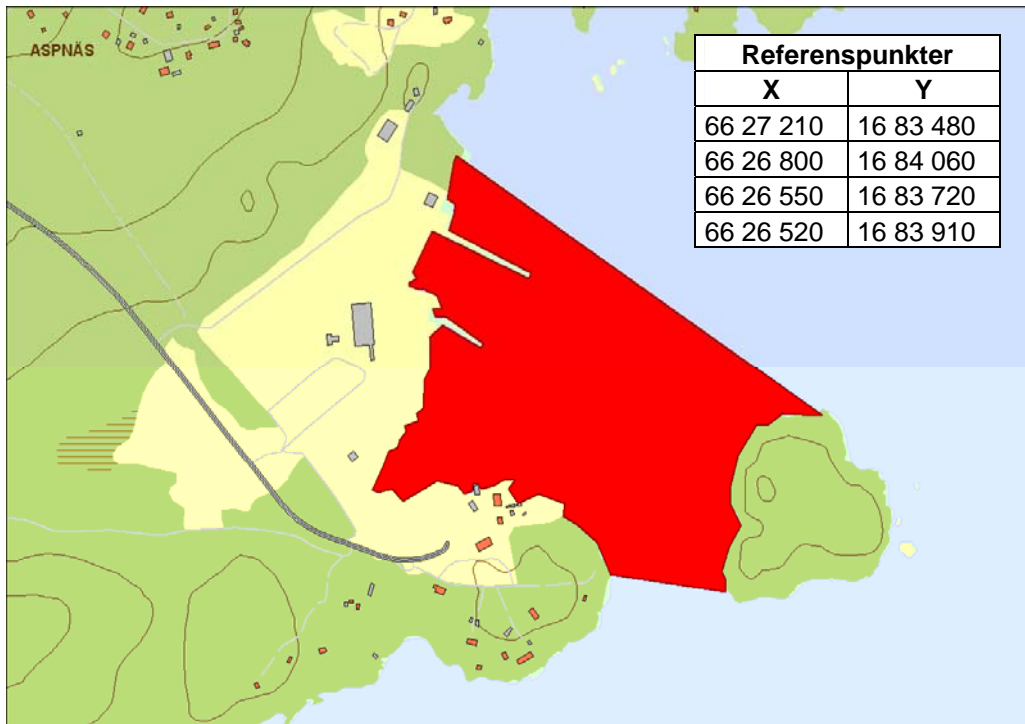 ASPNÄS
Referenspunkter
X Y
66 27 210 16 83 480
66 26 800 16 84 060
66 26 550 16 83 720
66 26 520 16 83 910